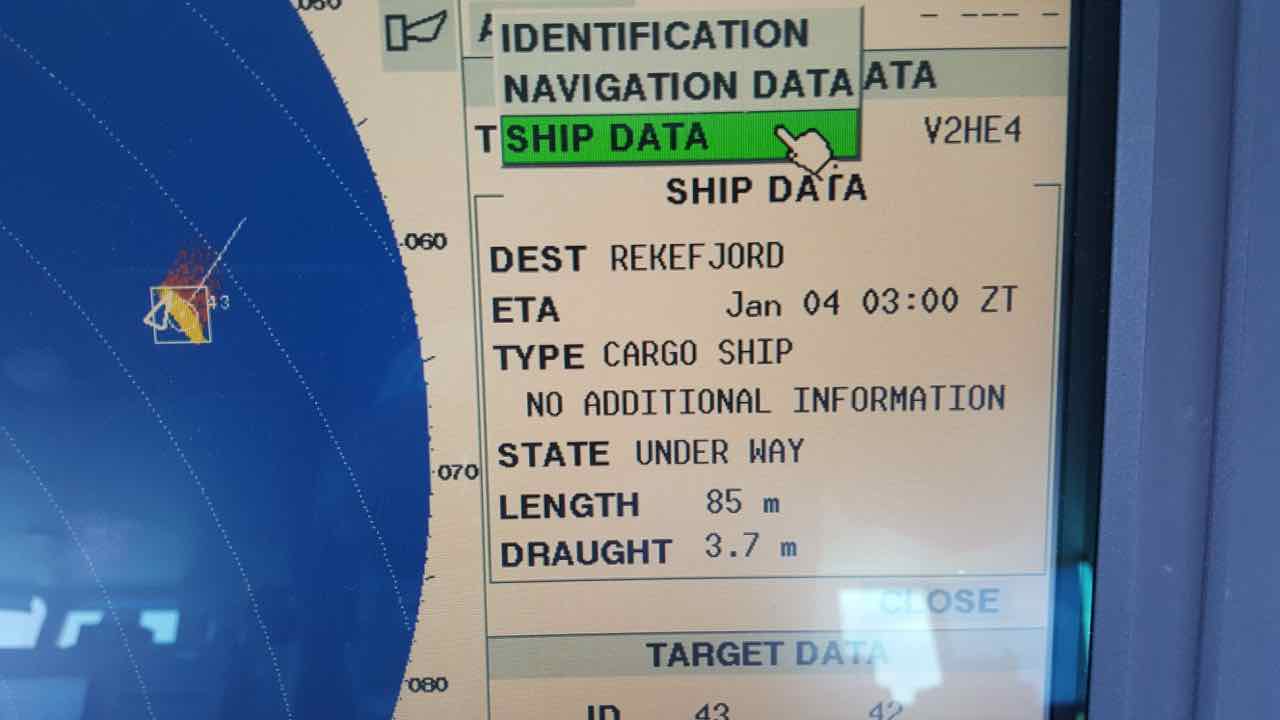 IDENTIFICATION
NAVIGATION DATA
ATA
T
SHIP DATA
V2HE4
SHIP DATA
060
DEST REKEFJORD
43
ETA Jan 04 03:00 ZT
TYPE CARGO SHIP
NO ADDITIONAL INFORMATION
STATE UNDER WAY
070
LENGTH 85 m
DRAUGHT 3.7 m
CLOSE
TARGET DATA
080
ID 43 42